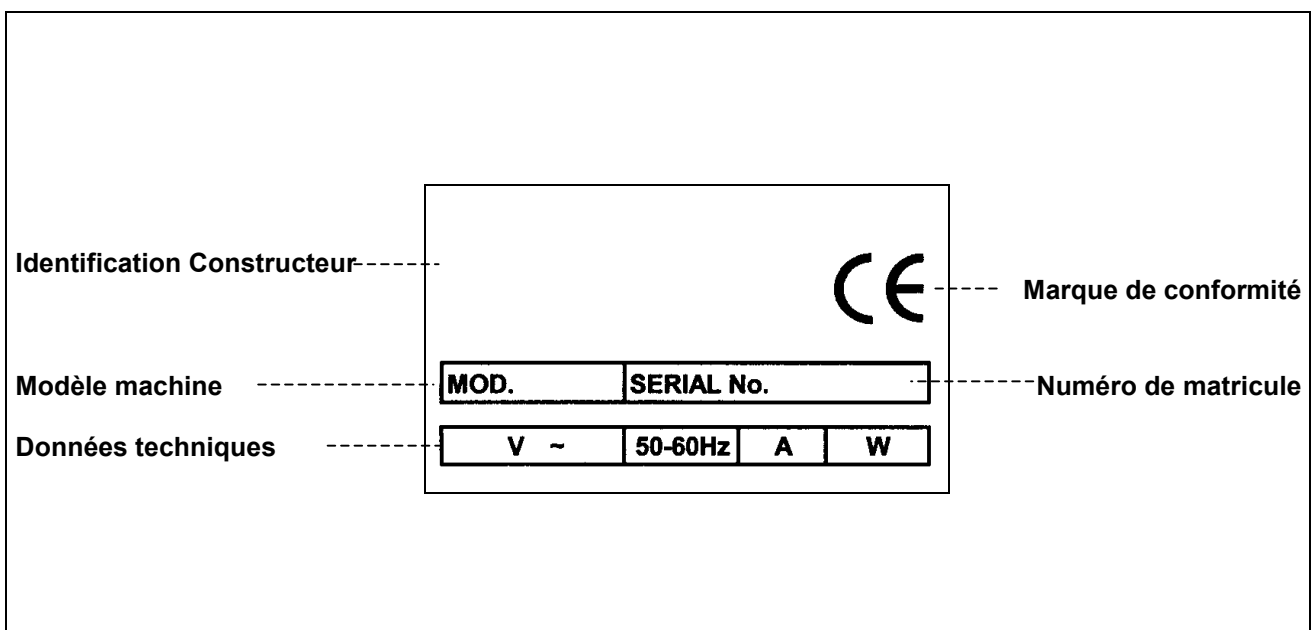 Identification Constructeur
CE
Marque de conformité
Modèle machine
MOD.
SERIAL No.
Numéro de matricule
Données techniques
V ~
50-60Hz
A
W